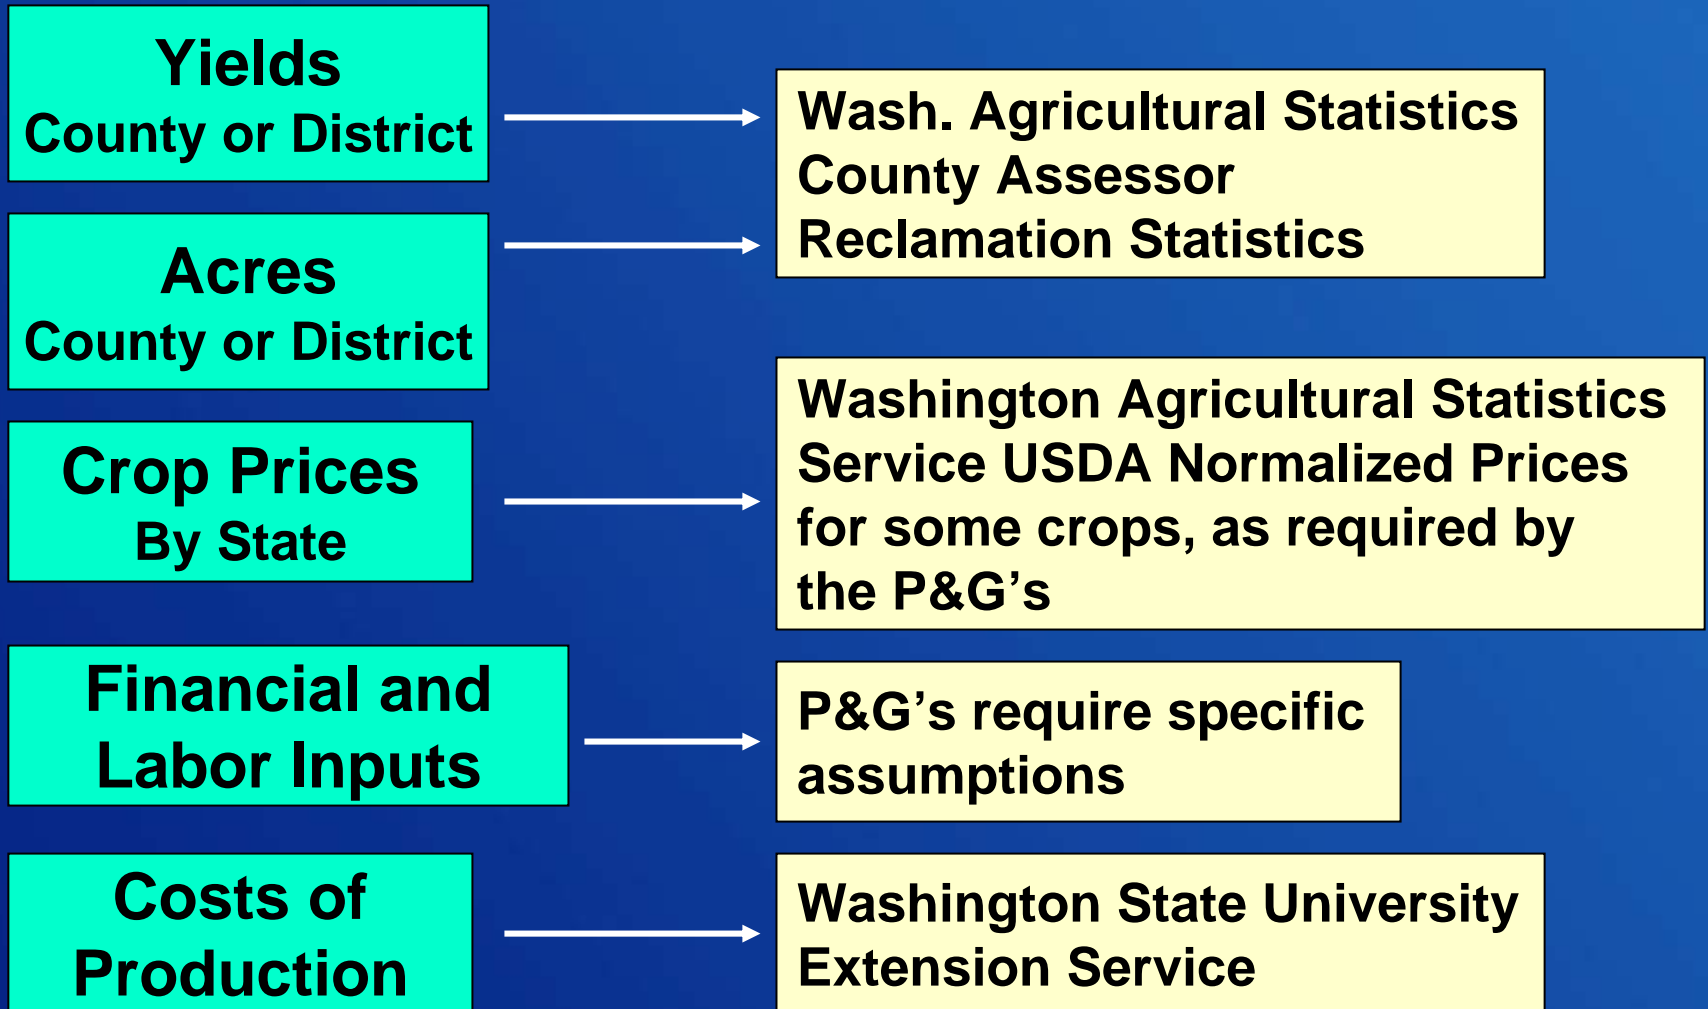 Yields
County or District
Wash. Agricultural Statistics
County Assessor
Reclamation Statistics
Acres
County or District
Crop Prices
By State
Washington Agricultural Statistics
Service USDA Normalized Prices
for some crops, as required by
the P&G’s
Financial and
Labor Inputs
P&G’s require specific
assumptions
Costs of
Production
Washington State University
Extension Service